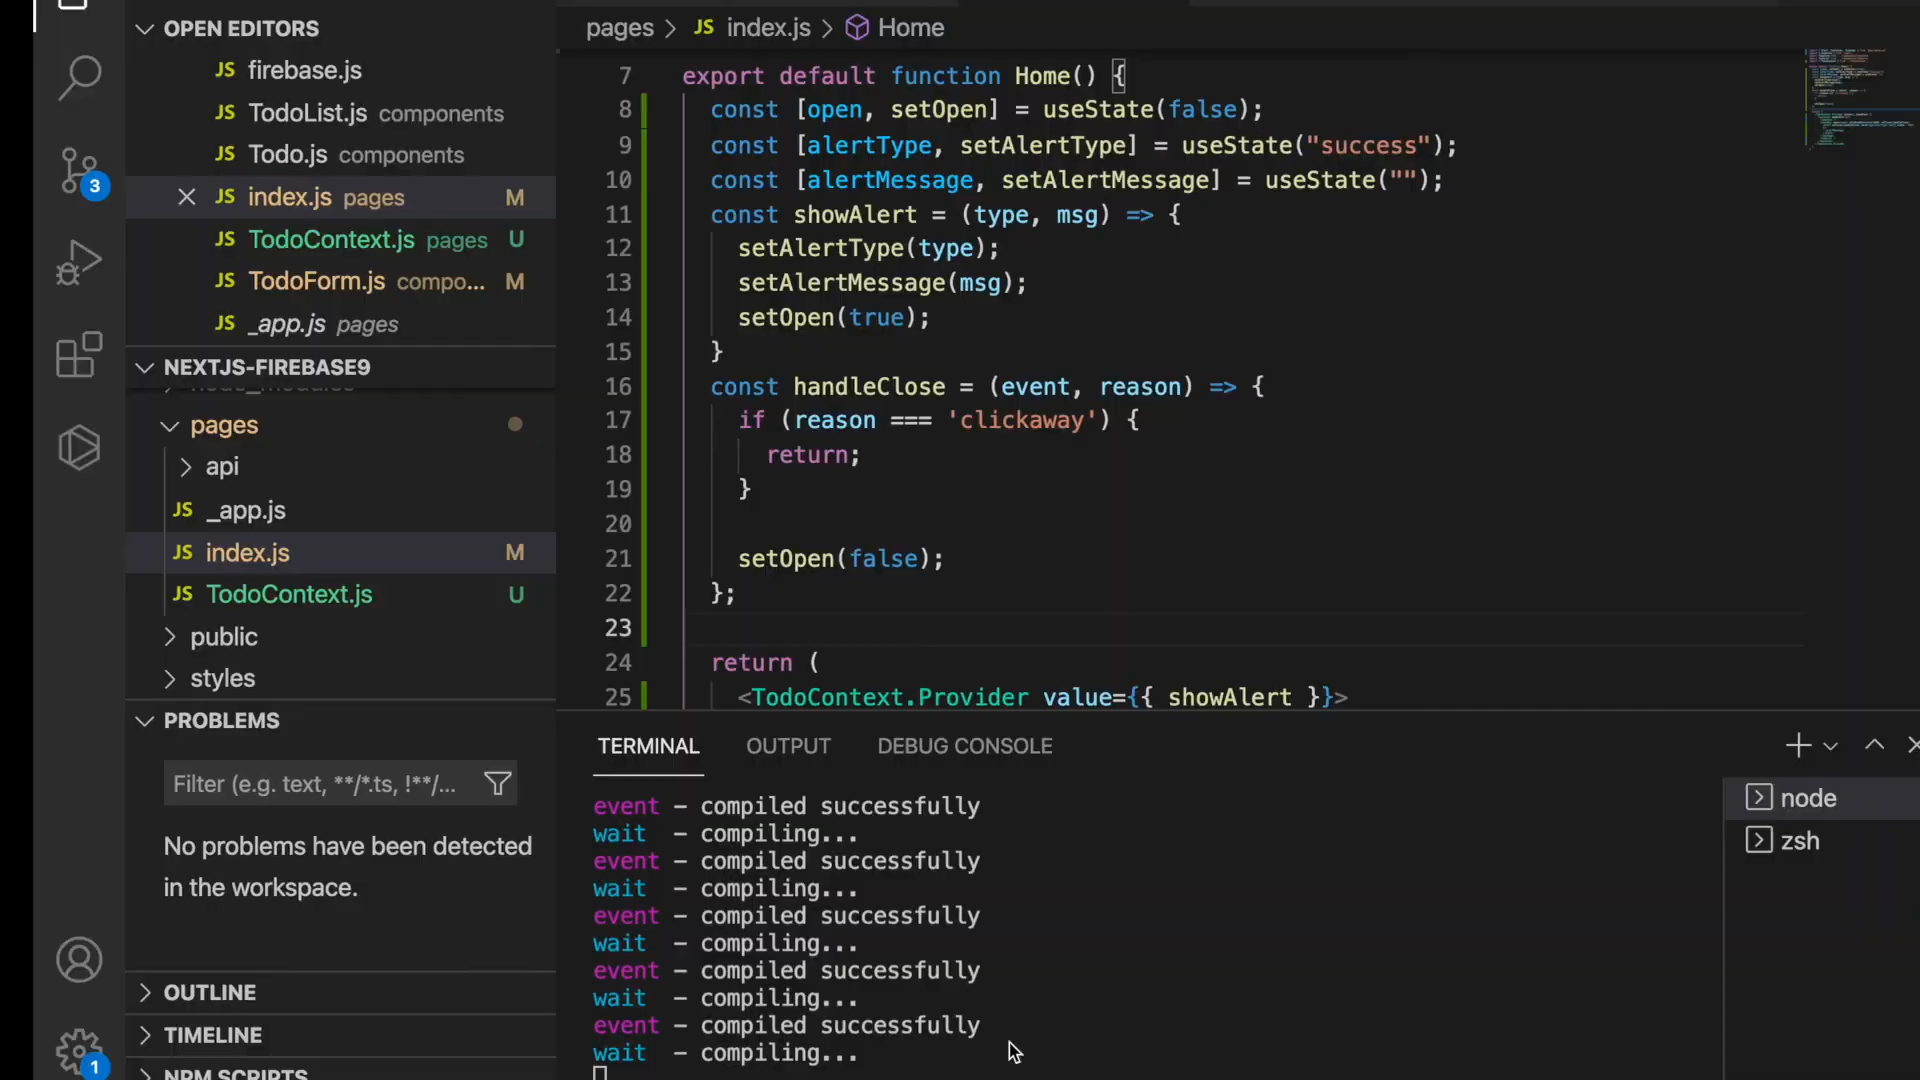 OPEN EDITORS
JS firebase.js
JS TodoList.js components
JS Todo.js components
JS index.js pages M
JS TodoContext.js pages U
JS TodoForm.js compo... M
JS _app.js pages
NEXTJS-FIREBASE9
node_modules
pages
api
JS _app.js
JS index.js M
JS TodoContext.js U
public
styles
PROBLEMS
Filter (e.g. text, **/*.ts, !**/...
No problems have been detected
in the workspace.
OUTLINE
TIMELINE
NPM SCRIPTS
3
1
pages > JS index.js > Home
7 export default function Home() {
8 const [open, setOpen] = useState(false);
9 const [alertType, setAlertType] = useState("success");
10 const [alertMessage, setAlertMessage] = useState("");
11 const showAlert = (type, msg) => {
12 setAlertType(type);
13 setAlertMessage(msg);
14 setOpen(true);
15 }
16 const handleClose = (event, reason) => {
17 if (reason === 'clickaway') {
18 return;
19 }
20
21 setOpen(false);
22 };
23
24 return (
25 <TodoContext.Provider value={{ showAlert }}>
TERMINAL OUTPUT DEBUG CONSOLE
event - compiled successfully
wait - compiling...
event - compiled successfully
wait - compiling...
event - compiled successfully
wait - compiling...
event - compiled successfully
wait - compiling...
event - compiled successfully
wait - compiling...
node
zsh